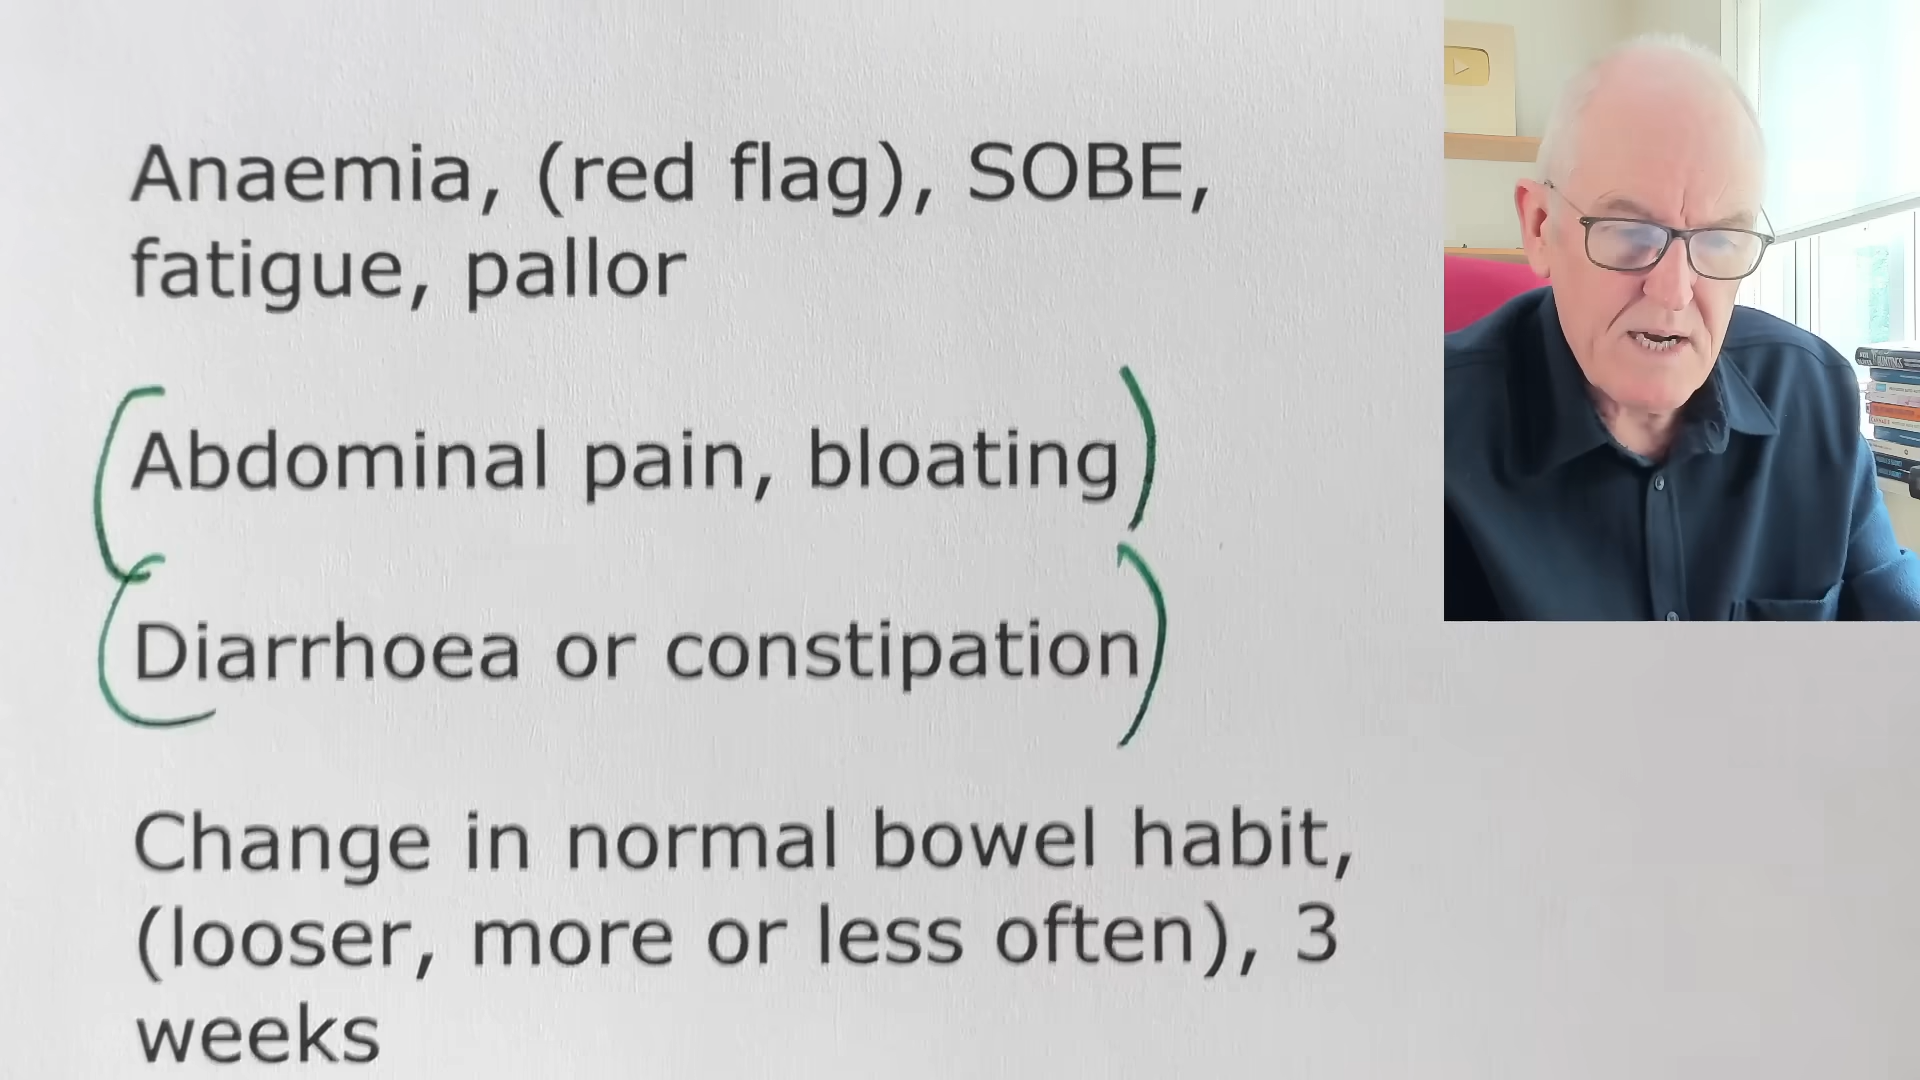 Anaemia, (red flag), SOBE,
fatigue, pallor
Abdominal pain, bloating
Diarrhoea or constipation
Change in normal bowel habit,
(looser, more or less often), 3
weeks